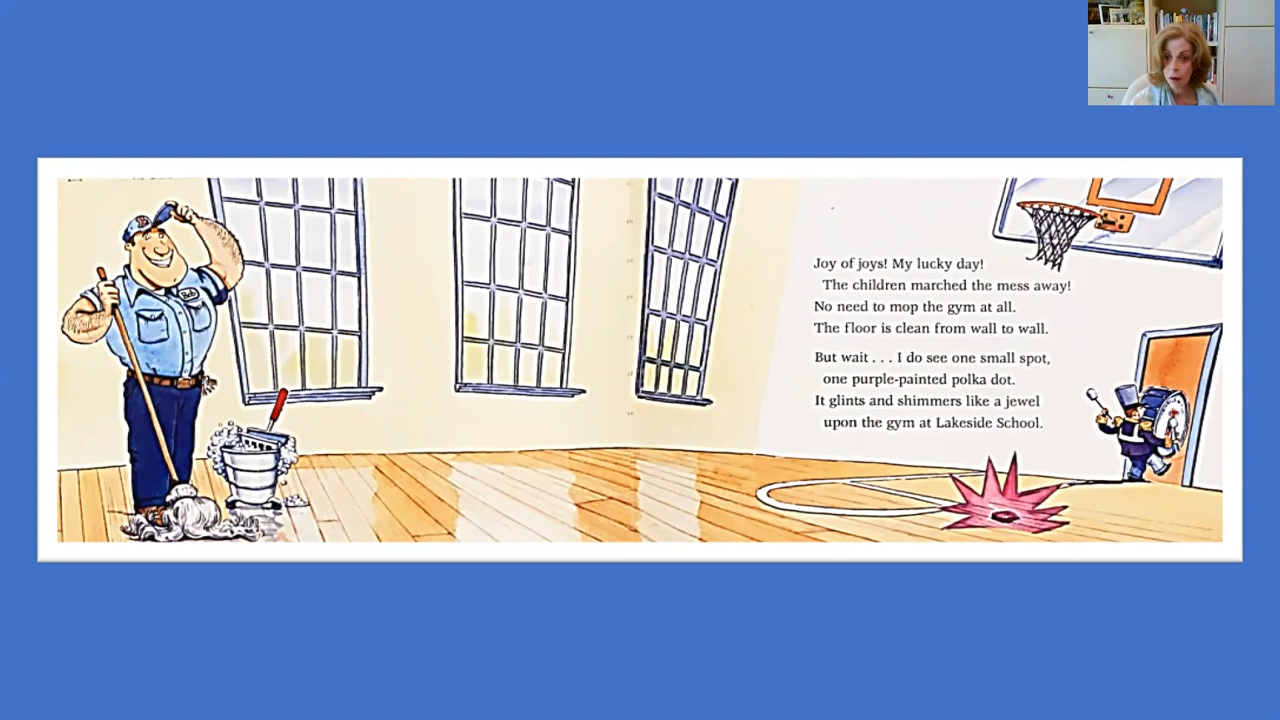 Bob
Joy of joys! My lucky day!
The children marched the mess away!
No need to mop the gym at all.
The floor is clean from wall to wall.
But wait . . . I do see one small spot,
one purple-painted polka dot.
It glints and shimmers like a jewel
upon the gym at Lakeside School.